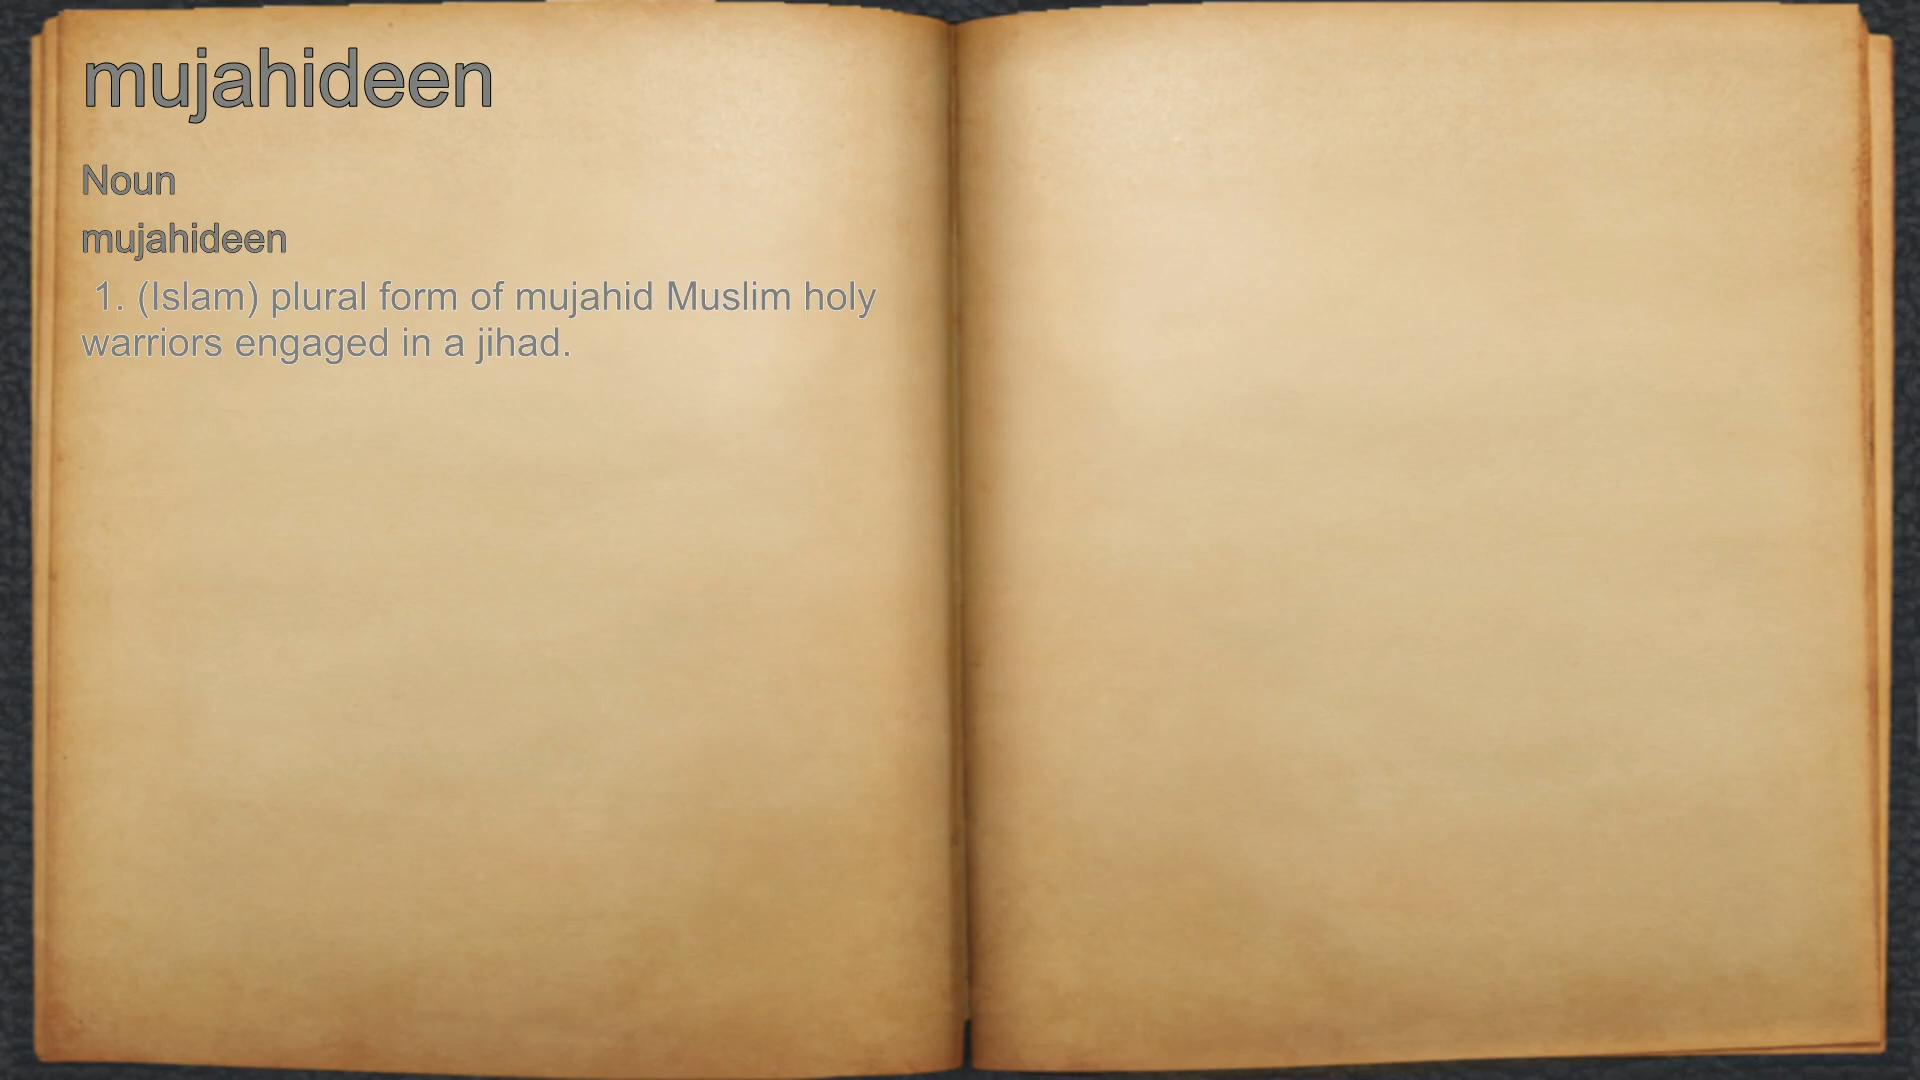 mujahideen
Noun
mujahideen
1. (Islam) plural form of mujahid Muslim holy
warriors engaged in a jihad.